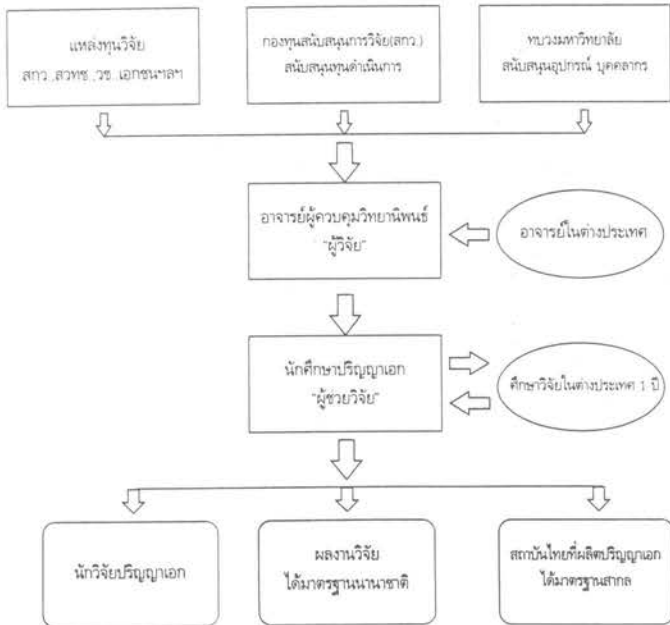 แหล่งทุนวิจัย
สกว.,สวทช.,วช. เอกชนฯลฯ
กองทุนสนับสนุนการวิจัย(สกว.)
สนับสนุนทุนดำเนินการ
ทบวงมหาวิทยาลัย
สนับสนุนอุปกรณ์ บุคคลากร
อาจารย์ผู้ควบคุมวิทยานิพนธ์
"ผู้วิจัย"
อาจารย์ในต่างประเทศ
นักศึกษาปริญญาเอก
"ผู้ช่วยวิจัย"
ศึกษาวิจัยในต่างประเทศ 1 ปี
นักวิจัยปริญญาเอก
ผลงานวิจัย
ได้มาตรฐานนานาชาติ
สถาบันไทยที่ผลิตปริญญาเอก
ได้มาตรฐานสากล